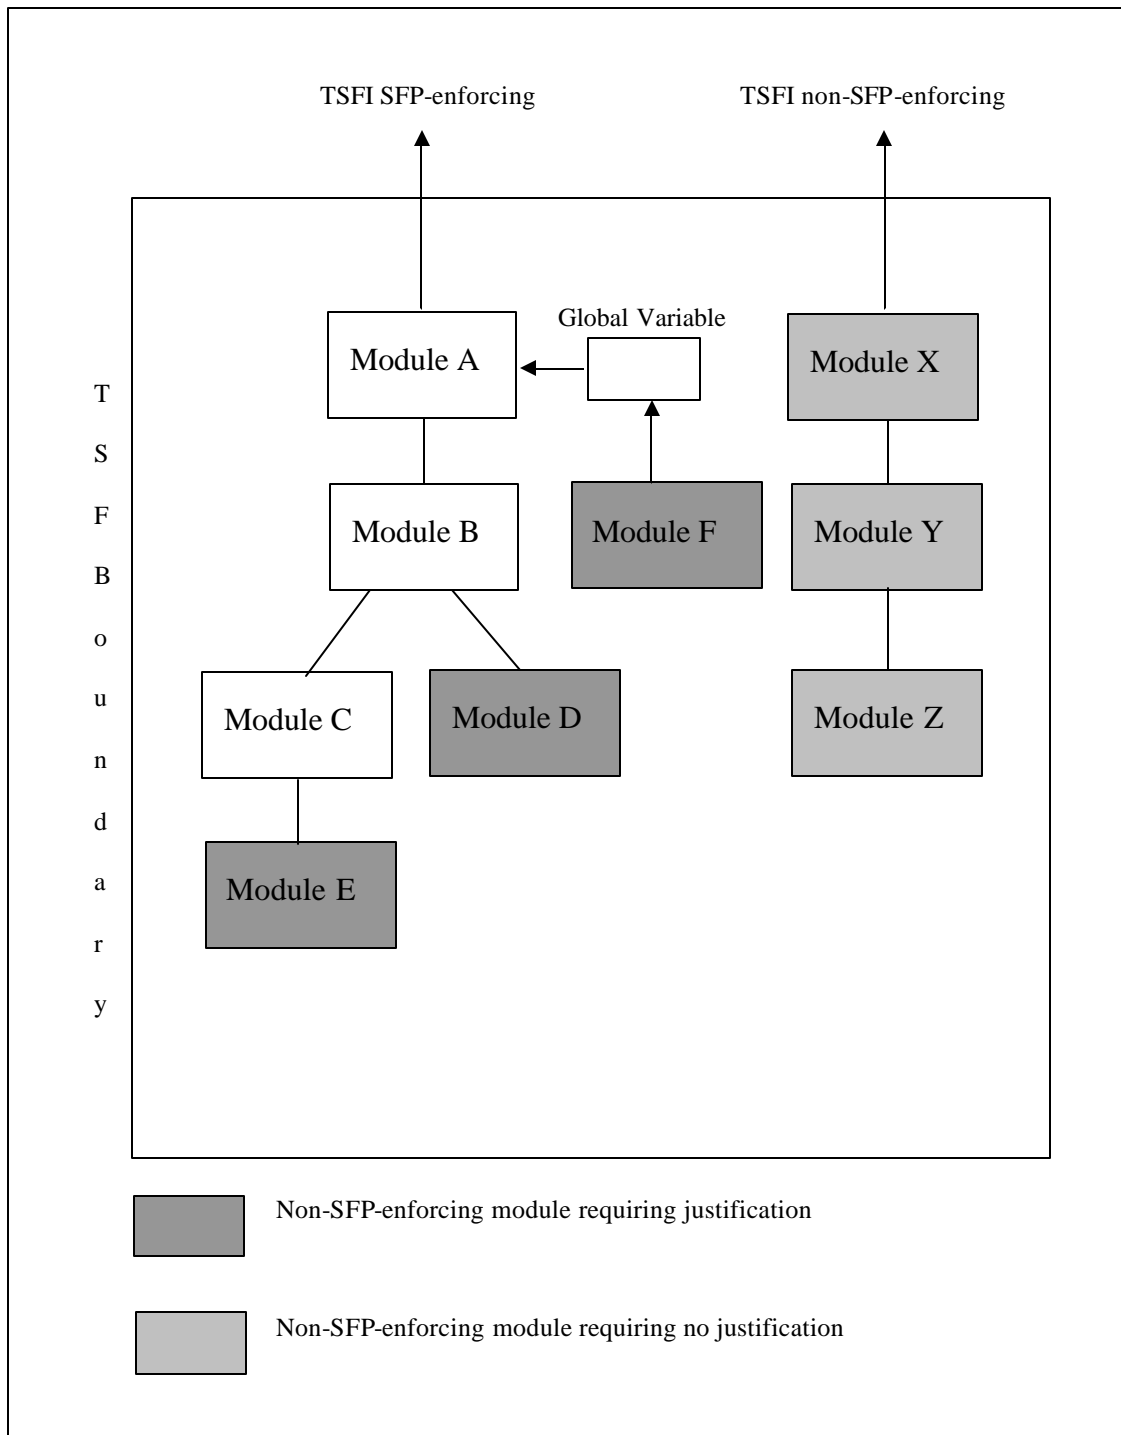 TSFI SFP-enforcing
TSFI non-SFP-enforcing
Global Variable
Module A
Module X
T
S
F
B
o
u
n
d
a
r
y
Module B
Module F
Module Y
Module C
Module D
Module Z
Module E
Non-SFP-enforcing module requiring justification
Non-SFP-enforcing module requiring no justification